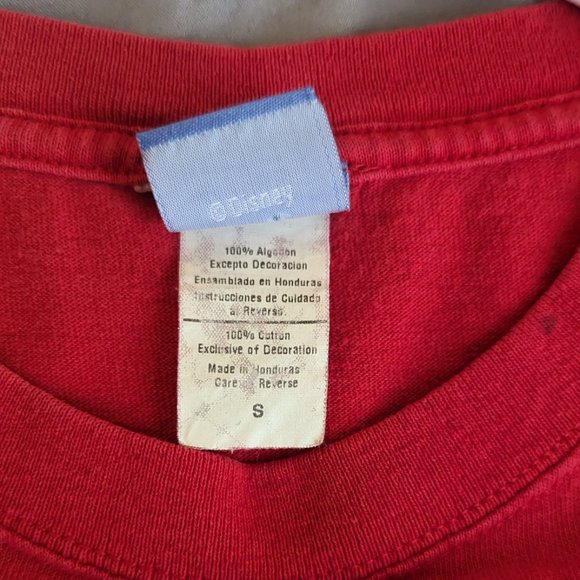 © Disney
100% Algodon
Excepto Decoracion
Ensamblado en Honduras
Instrucciones de Cuidado
al Reverso.
100% Cotton
Exclusive of Decoration
Made in Honduras
Care Reverse
S